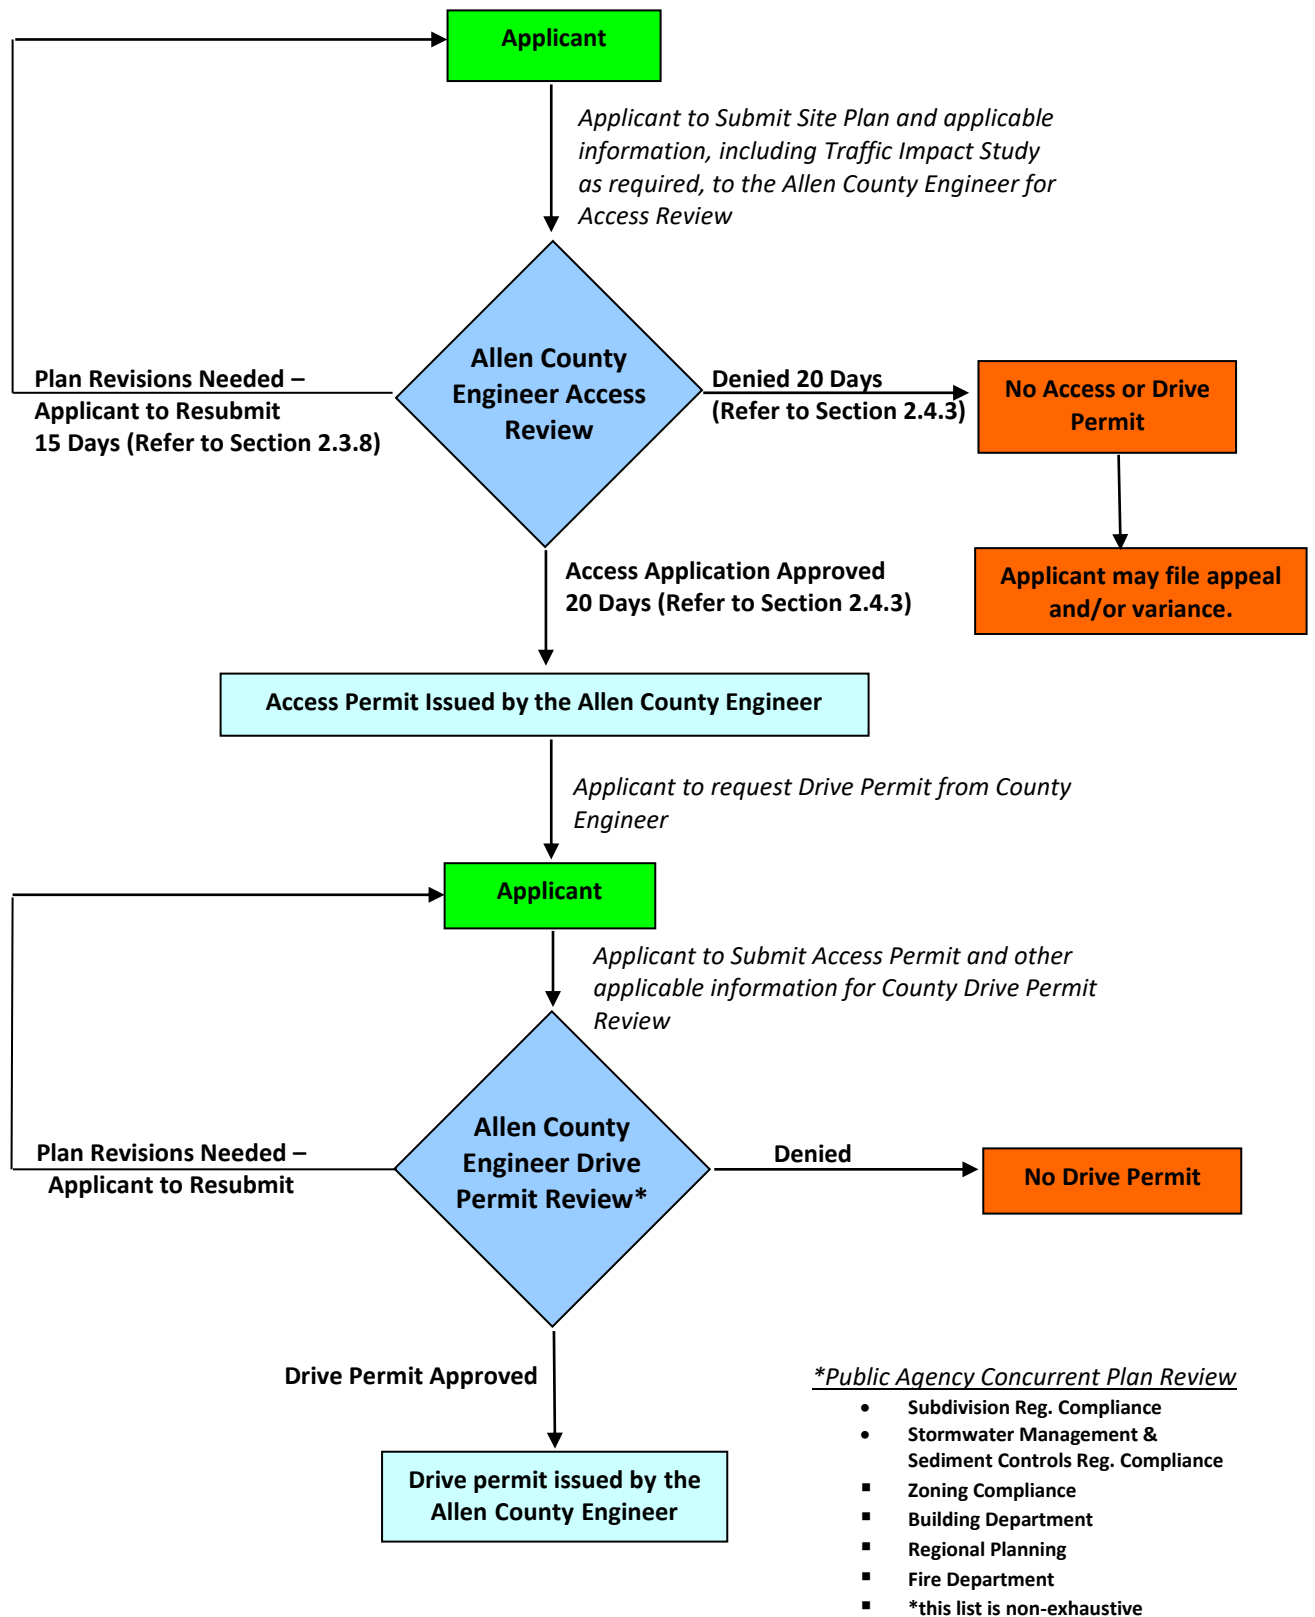 Applicant
Applicant to Submit Site Plan and applicable
information, including Traffic Impact Study
as required, to the Allen County Engineer for
Access Review
Allen County
Engineer Access
Review
Plan Revisions Needed –
Applicant to Resubmit
15 Days (Refer to Section 2.3.8)
Denied 20 Days
(Refer to Section 2.4.3)
No Access or Drive
Permit
Applicant may file appeal
and/or variance.
Access Application Approved
20 Days (Refer to Section 2.4.3)
Access Permit Issued by the Allen County Engineer
Applicant to request Drive Permit from County
Engineer
Applicant
Applicant to Submit Access Permit and other
applicable information for County Drive Permit
Review
Allen County
Engineer Drive
Permit Review*
Plan Revisions Needed –
Applicant to Resubmit
Denied
No Drive Permit
Drive Permit Approved
Drive permit issued by the
Allen County Engineer
*Public Agency Concurrent Plan Review
• Subdivision Reg. Compliance
• Stormwater Management &
Sediment Controls Reg. Compliance
▪ Zoning Compliance
▪ Building Department
▪ Regional Planning
▪ Fire Department
▪ *this list is non-exhaustive